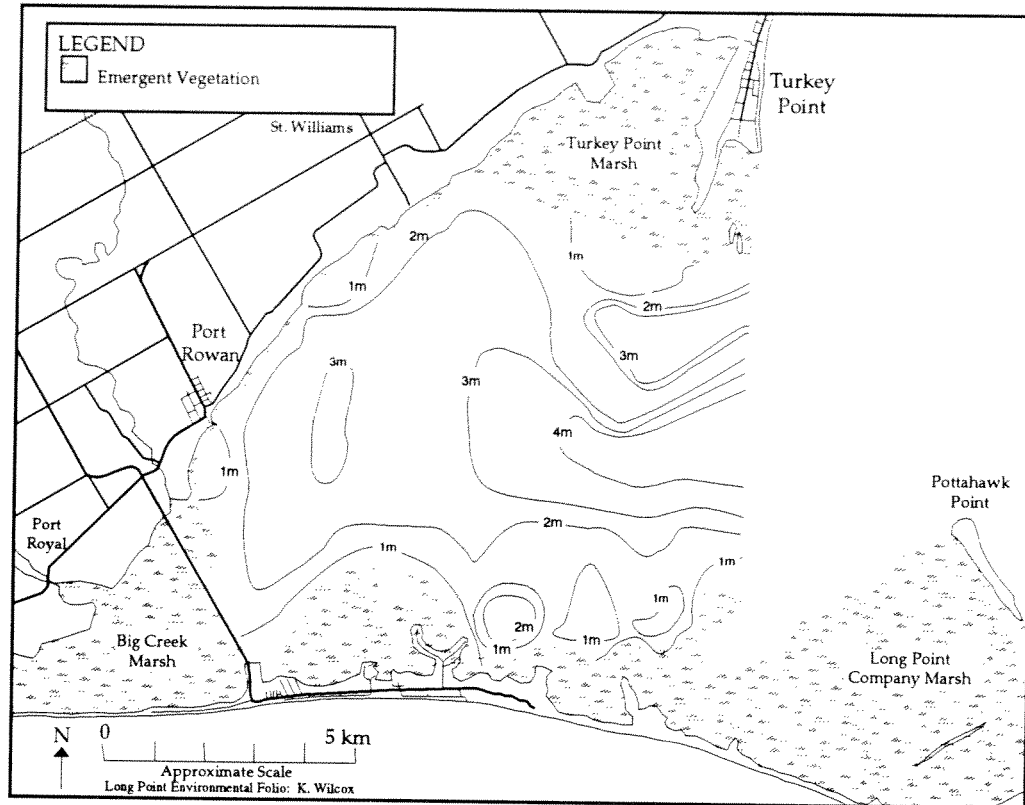 LEGEND
Emergent Vegetation
St. Williams
Turkey
Point
Turkey Point
Marsh
2m
1m
1m
2m
3m
Port
Rowan
3m
3m
4m
1m
Pottahawk
Point
Port
Royal
2m
1m
1m
1m
2m
1m
1m
Big Creek
Marsh
Long Point
Company Marsh
N
0
5 km
Approximate Scale
Long Point Environmental Folio: K. Wilcox